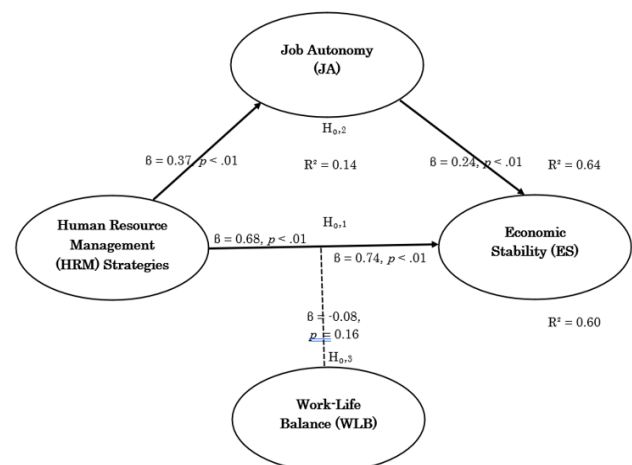 Job Autonomy
(JA)
H₀,₂
β = 0.37, p < .01
R² = 0.14
β = 0.24, p < .01
R² = 0.64
Human Resource
Management
(HRM) Strategies
H₀,₁
β = 0.68, p < .01
β = 0.74, p < .01
Economic
Stability (ES)
β = -0.08,
p = 0.16
R² = 0.60
H₀,₃
Work-Life
Balance (WLB)